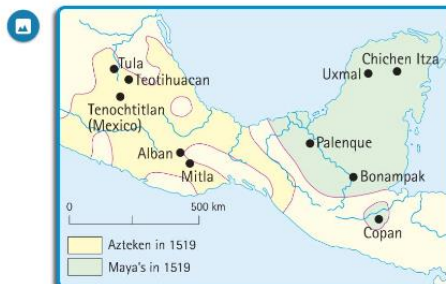 Tula
Teotihuacan
Tenochtitlan
(Mexico)
Alban
Mitla
Chichen Itza
Uxmal
Palenque
Bonampak
Copan
0
500 km
Azteken in 1519
Maya's in 1519